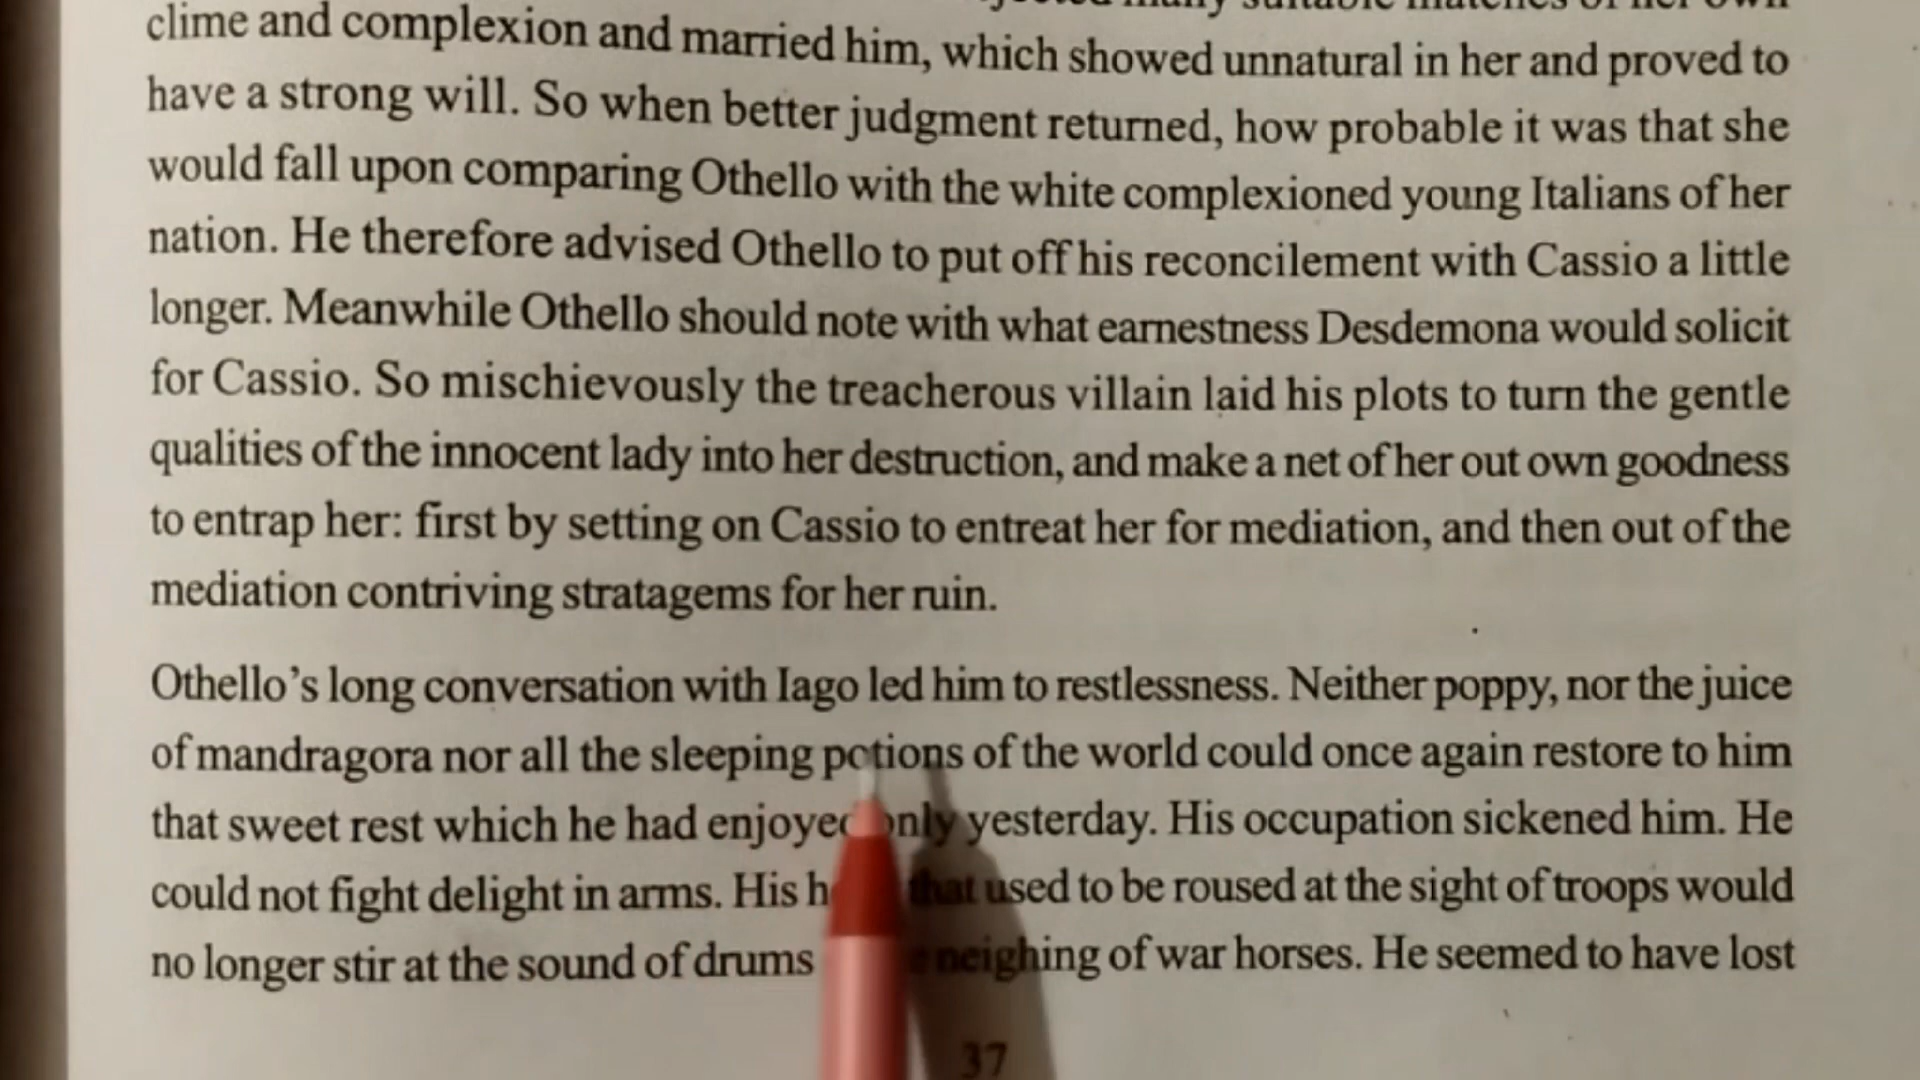 many suitable matches of her own
clime and complexion and married him, which showed unnatural in her and proved to
have a strong will. So when better judgment returned, how probable it was that she
would fall upon comparing Othello with the white complexioned young Italians of her
nation. He therefore advised Othello to put off his reconcilement with Cassio a little
longer. Meanwhile Othello should note with what earnestness Desdemona would solicit
for Cassio. So mischievously the treacherous villain laid his plots to turn the gentle
qualities of the innocent lady into her destruction, and make a net of her out own goodness
to entrap her: first by setting on Cassio to entreat her for mediation, and then out of the
mediation contriving stratagems for her ruin.
Othello's long conversation with Iago led him to restlessness. Neither poppy, nor the juice
of mandragora nor all the sleeping potions of the world could once again restore to him
that sweet rest which he had enjoyed only yesterday. His occupation sickened him. He
could not fight delight in arms. His that used to be roused at the sight of troops would
no longer stir at the sound of drums neighing of war horses. He seemed to have lost
37